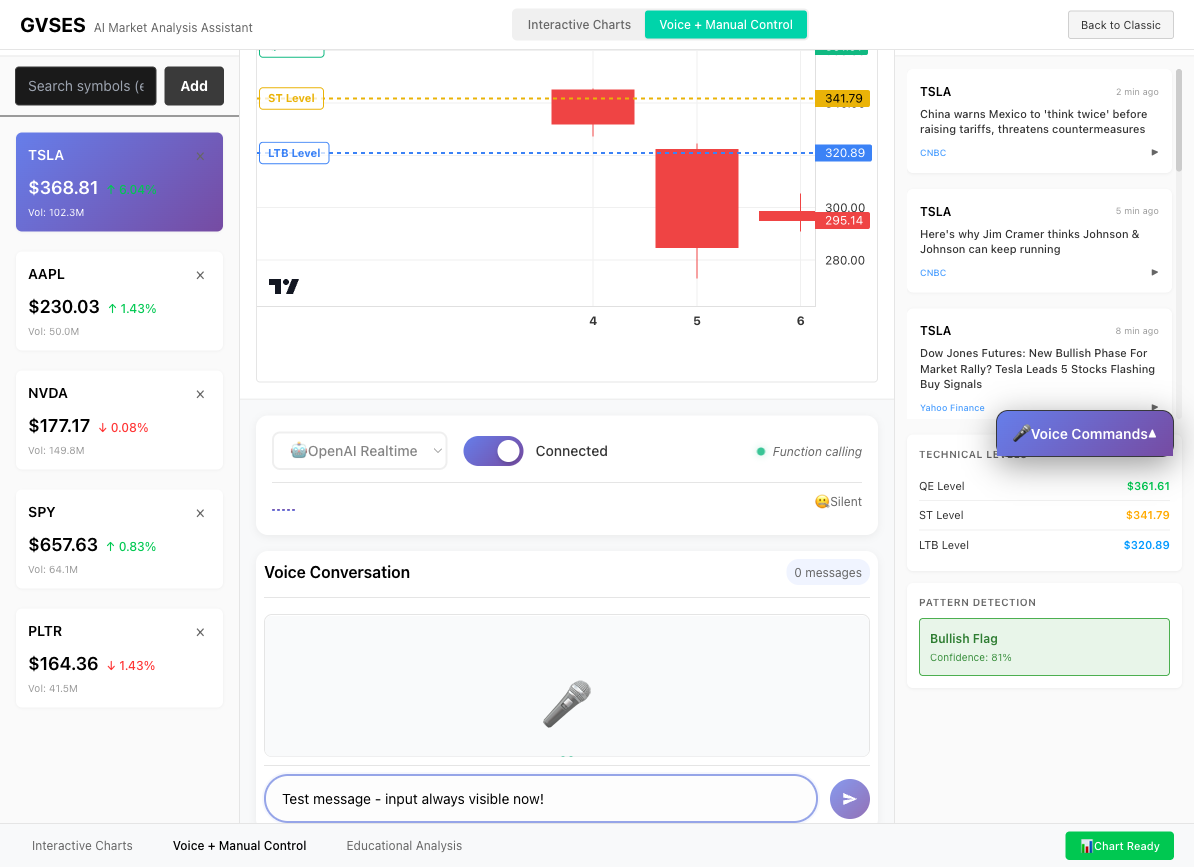 GVSES AI Market Analysis Assistant
Interactive Charts
Voice + Manual Control
Back to Classic
Search symbols (e
Add
TSLA ×
$368.81 ↑ 6.04%
Vol: 102.3M
AAPL ×
$230.03 ↑ 1.43%
Vol: 50.0M
NVDA ×
$177.17 ↓ 0.08%
Vol: 149.8M
SPY ×
$657.63 ↑ 0.83%
Vol: 64.1M
PLTR ×
$164.36 ↓ 1.43%
Vol: 41.5M
ST Level
341.79
LTB Level
320.89
300.00
295.14
280.00
4 5 6
🤖OpenAI Realtime
Connected
Function calling
🤐Silent
Voice Conversation
0 messages
Test message - input always visible now!
TSLA 2 min ago
China warns Mexico to 'think twice' before
raising tariffs, threatens countermeasures
CNBC ▶
TSLA 5 min ago
Here's why Jim Cramer thinks Johnson &
Johnson can keep running
CNBC ▶
TSLA 8 min ago
Dow Jones Futures: New Bullish Phase For
Market Rally? Tesla Leads 5 Stocks Flashing
Buy Signals
Yahoo Finance ▶
🎤Voice Commands▲
TECHNICAL LEVELS
QE Level $361.61
ST Level $341.79
LTB Level $320.89
PATTERN DETECTION
Bullish Flag
Confidence: 81%
Interactive Charts
Voice + Manual Control
Educational Analysis
📊Chart Ready